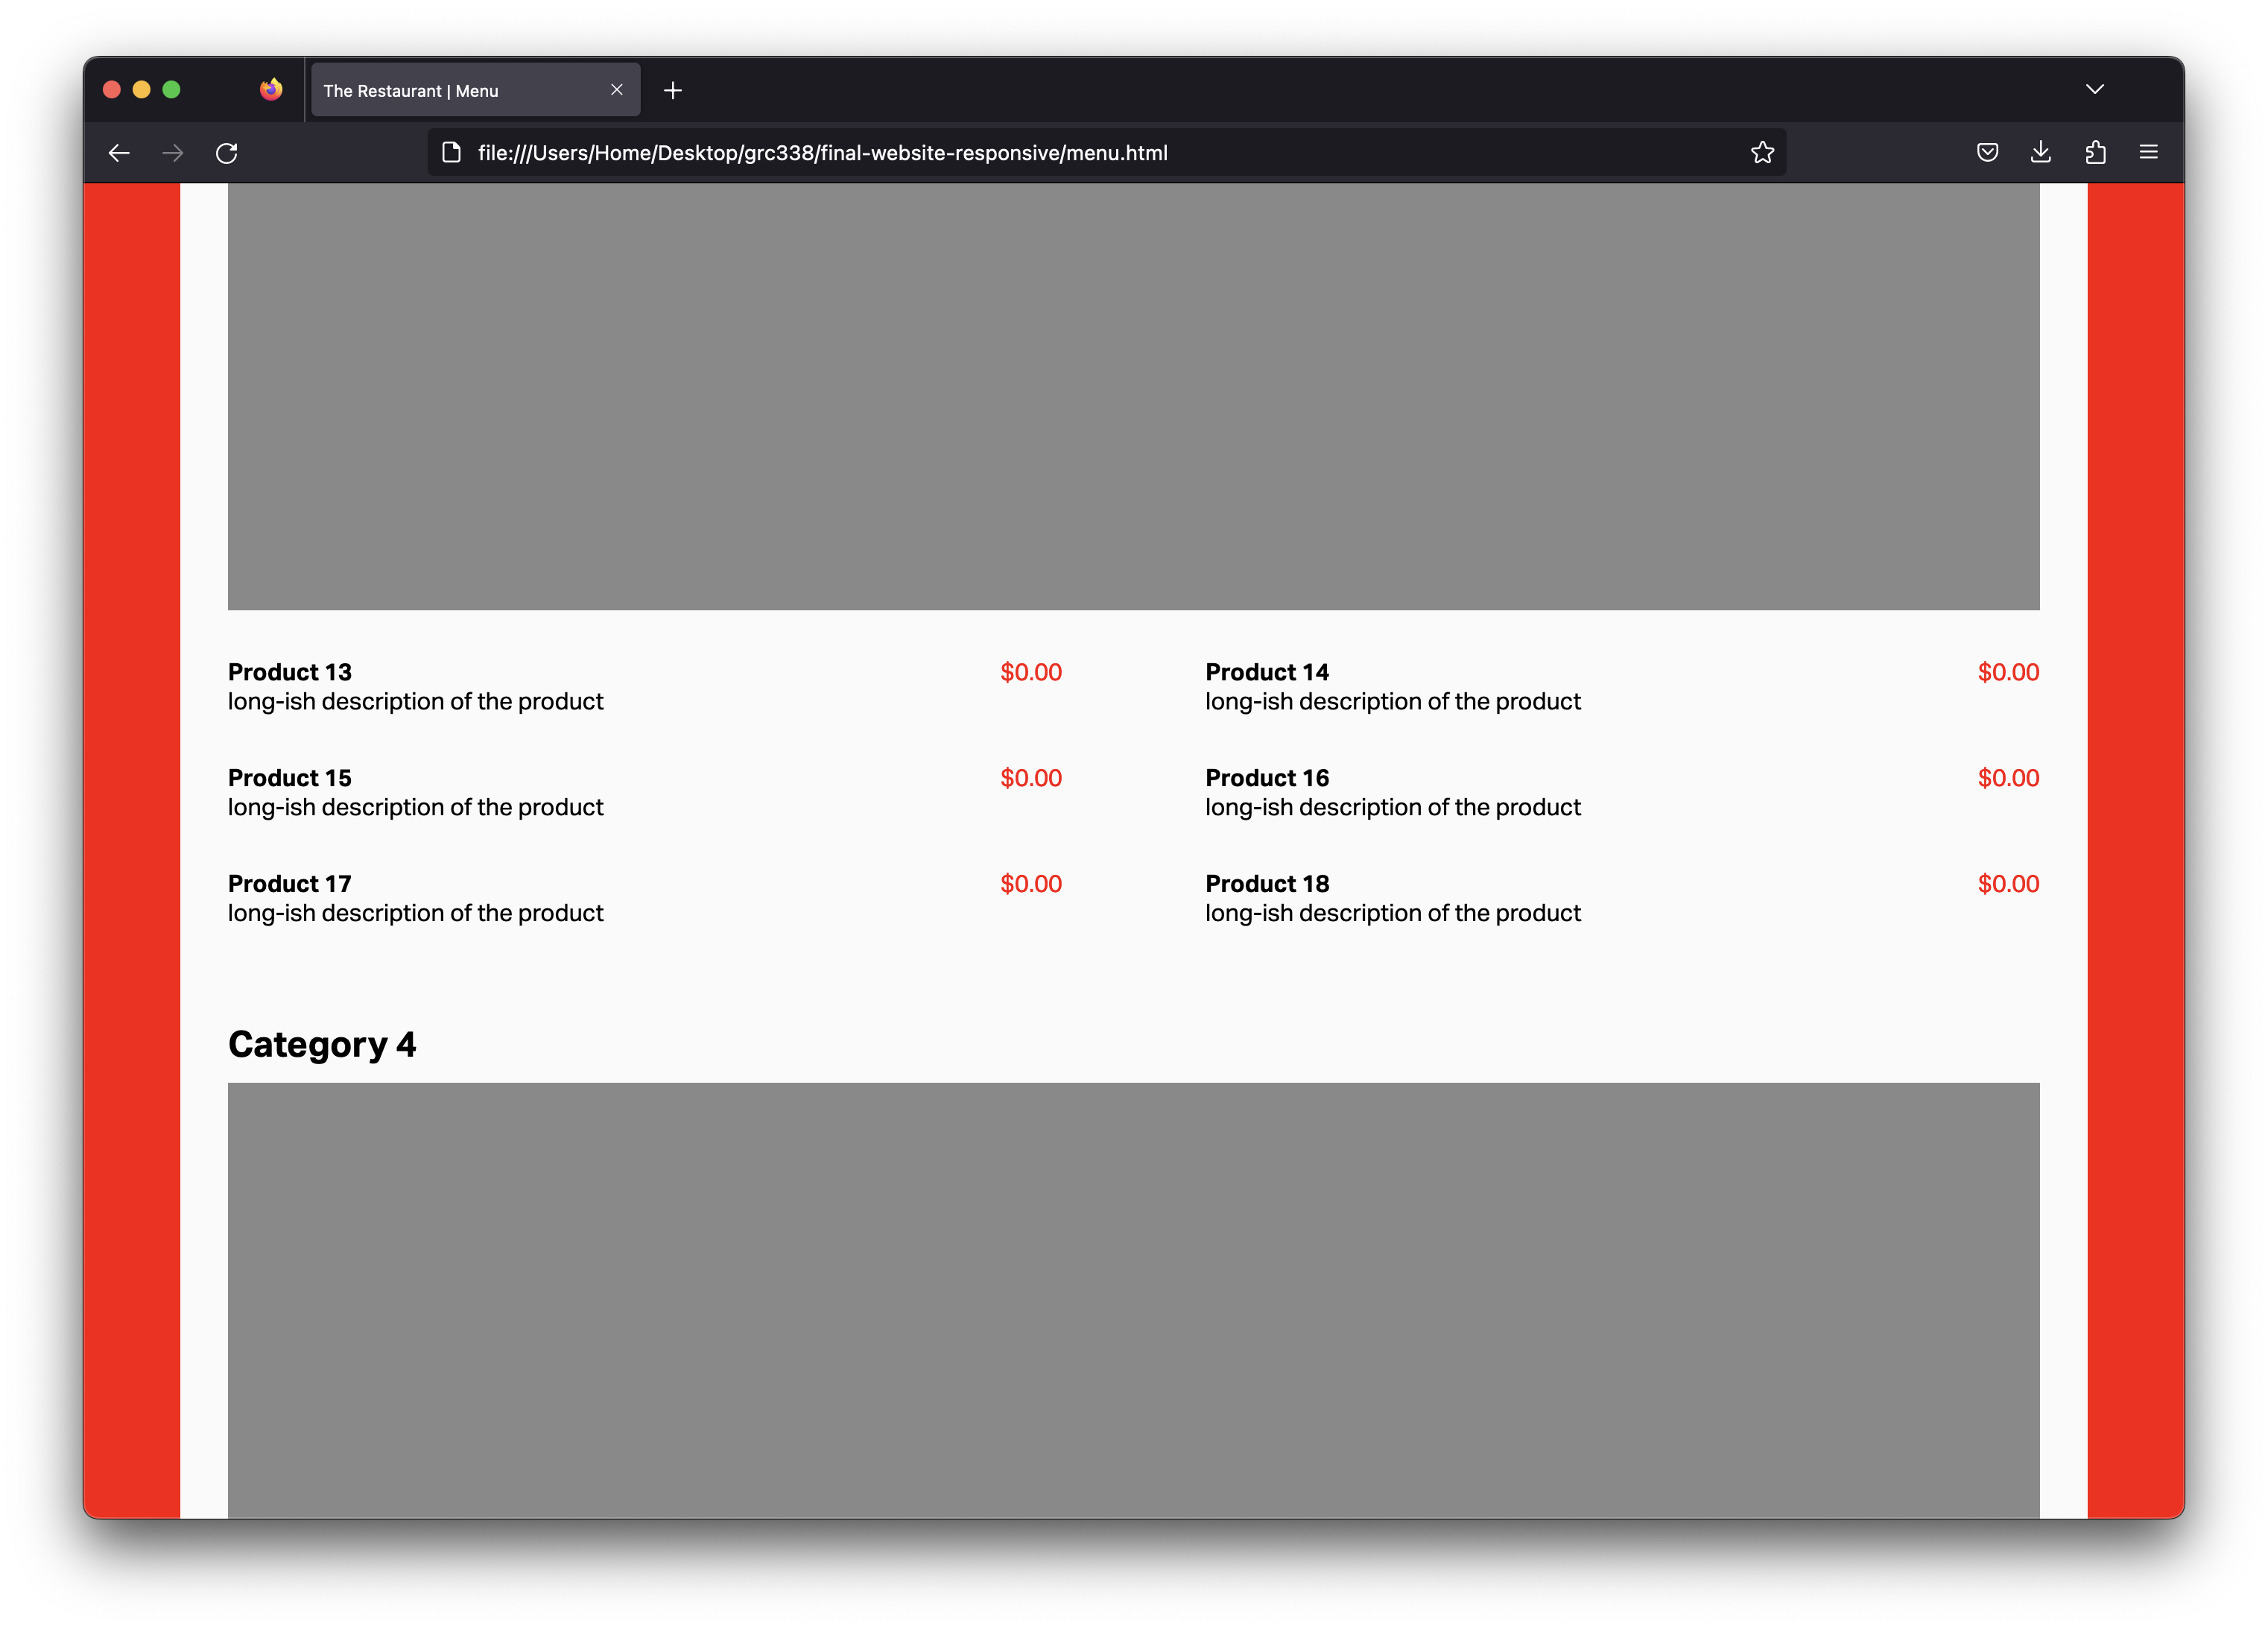 The Restaurant | Menu
file:///Users/Home/Desktop/grc338/final-website-responsive/menu.html
Product 13 $0.00
long-ish description of the product
Product 14 $0.00
long-ish description of the product
Product 15 $0.00
long-ish description of the product
Product 16 $0.00
long-ish description of the product
Product 17 $0.00
long-ish description of the product
Product 18 $0.00
long-ish description of the product
Category 4